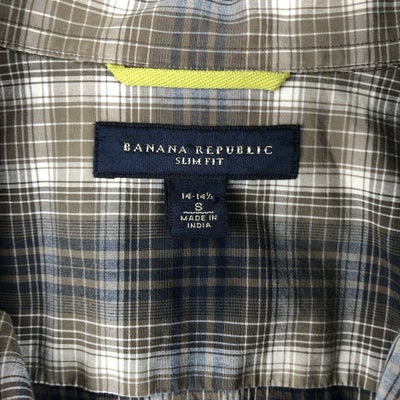 BANANA REPUBLIC
SLIM FIT
14-14½
S
MADE IN
INDIA